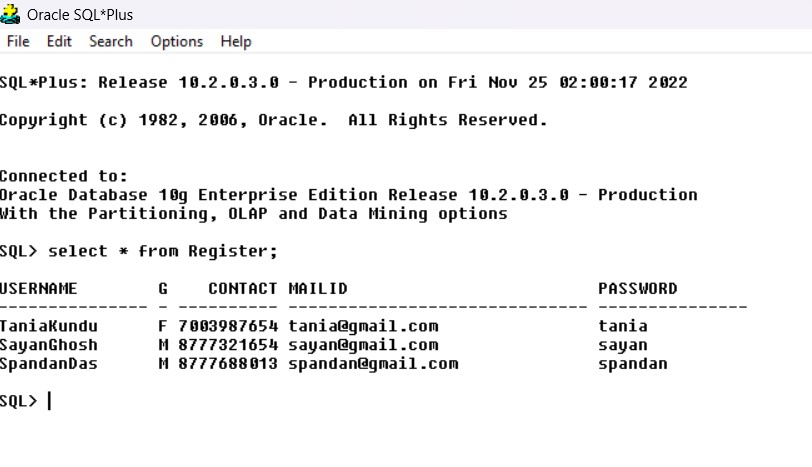 Oracle SQL*Plus
File Edit Search Options Help
SQL*Plus: Release 10.2.0.3.0 - Production on Fri Nov 25 02:00:17 2022
Copyright (c) 1982, 2006, Oracle.  All Rights Reserved.
Connected to:
Oracle Database 10g Enterprise Edition Release 10.2.0.3.0 - Production
With the Partitioning, OLAP and Data Mining options
SQL> select * from Register;
USERNAME        G    CONTACT MAILID                         PASSWORD
--------------- - ---------- ------------------------------ ---------------
TaniaKundu      F 7003987654 tania@gmail.com                tania
SayanGhosh      M 8777321654 sayan@gmail.com                sayan
SpandanDas      M 8777688013 spandan@gmail.com              spandan
SQL>